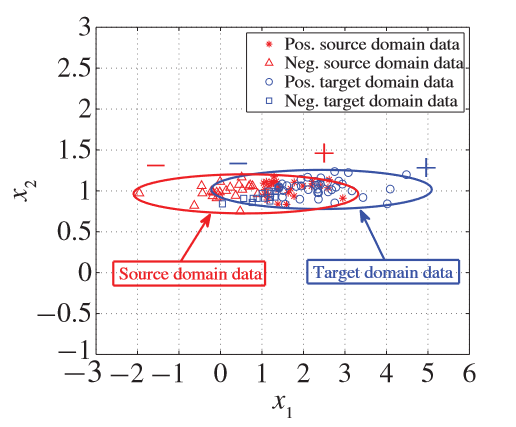 3
Pos. source domain data
Neg. source domain data
Pos. target domain data
Neg. target domain data
2.5
2
1.5
1
0.5
0
−0.5
−1
x2
Source domain data
Target domain data
−3 −2 −1 0 1 2 3 4 5 6
x1